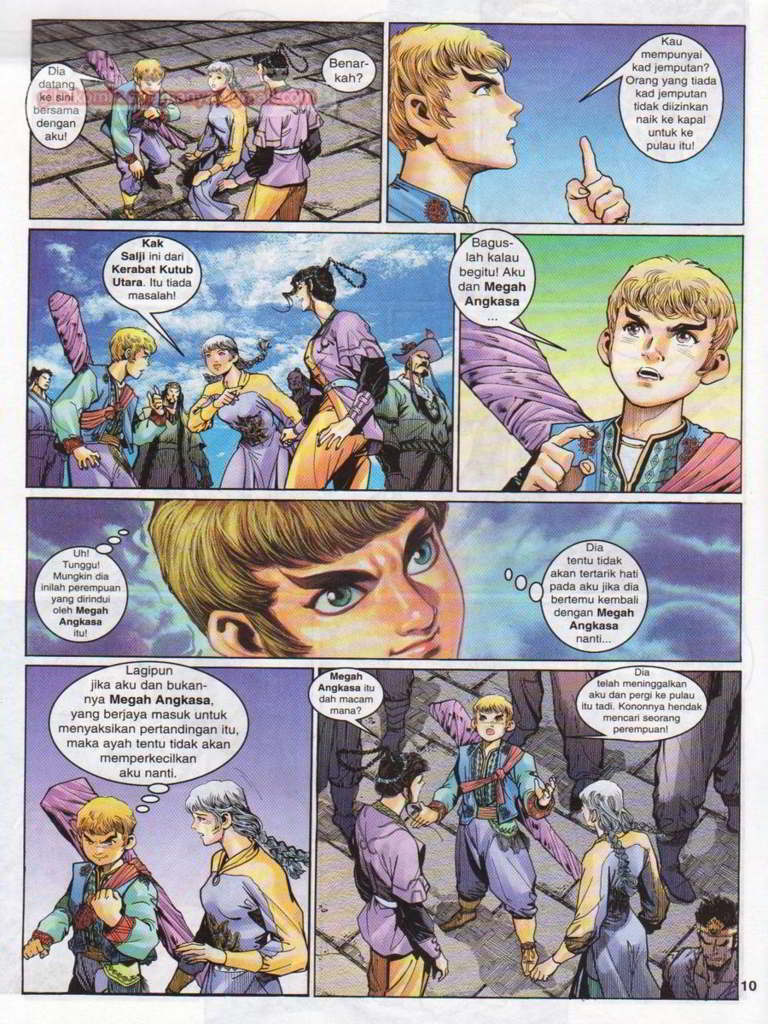 Dia
datang
ke sini
bersama
dengan
aku!
Benar-
kah?
Kau
mempunyai
kad jemputan?
Orang yang tiada
kad jemputan
tidak diizinkan
naik ke kapal
untuk ke
pulau itu!
Kak
Salji ini dari
Kerabat Kutub
Utara. Itu tiada
masalah!
Bagus-
lah kalau
begitu! Aku
dan Megah
Angkasa
...
Uh!
Tunggu!
Mungkin dia
inilah perempuan
yang dirindui
oleh Megah
Angkasa
itu!
Dia
tentu tidak
akan tertarik hati
pada aku jika dia
bertemu kembali
dengan Megah
Angkasa
nanti...
Lagipun
jika aku dan bukan-
nya Megah Angkasa,
yang berjaya masuk untuk
menyaksikan pertandingan itu,
maka ayah tentu tidak akan
memperkecilkan
aku nanti.
Megah
Angkasa itu
dah macam
mana?
Dia
telah meninggalkan
aku dan pergi ke pulau
itu tadi. Kononnya hendak
mencari seorang
perempuan!
10